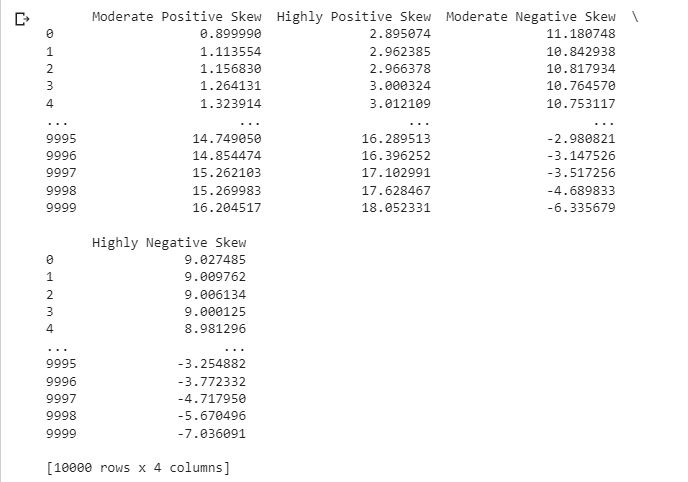 Moderate Positive Skew  Highly Positive Skew  Moderate Negative Skew  \
0                   0.899990              2.895074               11.180748
1                   1.113554              2.962385               10.842938
2                   1.156830              2.966378               10.817934
3                   1.264131              3.000324               10.764570
4                   1.323914              3.012109               10.753117
...                      ...                   ...                     ...
9995               14.749050             16.289513               -2.980821
9996               14.854474             16.396252               -3.147526
9997               15.262103             17.102991               -3.517256
9998               15.269983             17.628467               -4.689833
9999               16.204517             18.052331               -6.335679
Highly Negative Skew
0                 9.027485
1                 9.009762
2                 9.006134
3                 9.000125
4                 8.981296
...                    ...
9995             -3.254882
9996             -3.772332
9997             -4.717950
9998             -5.670496
9999             -7.036091
[10000 rows x 4 columns]